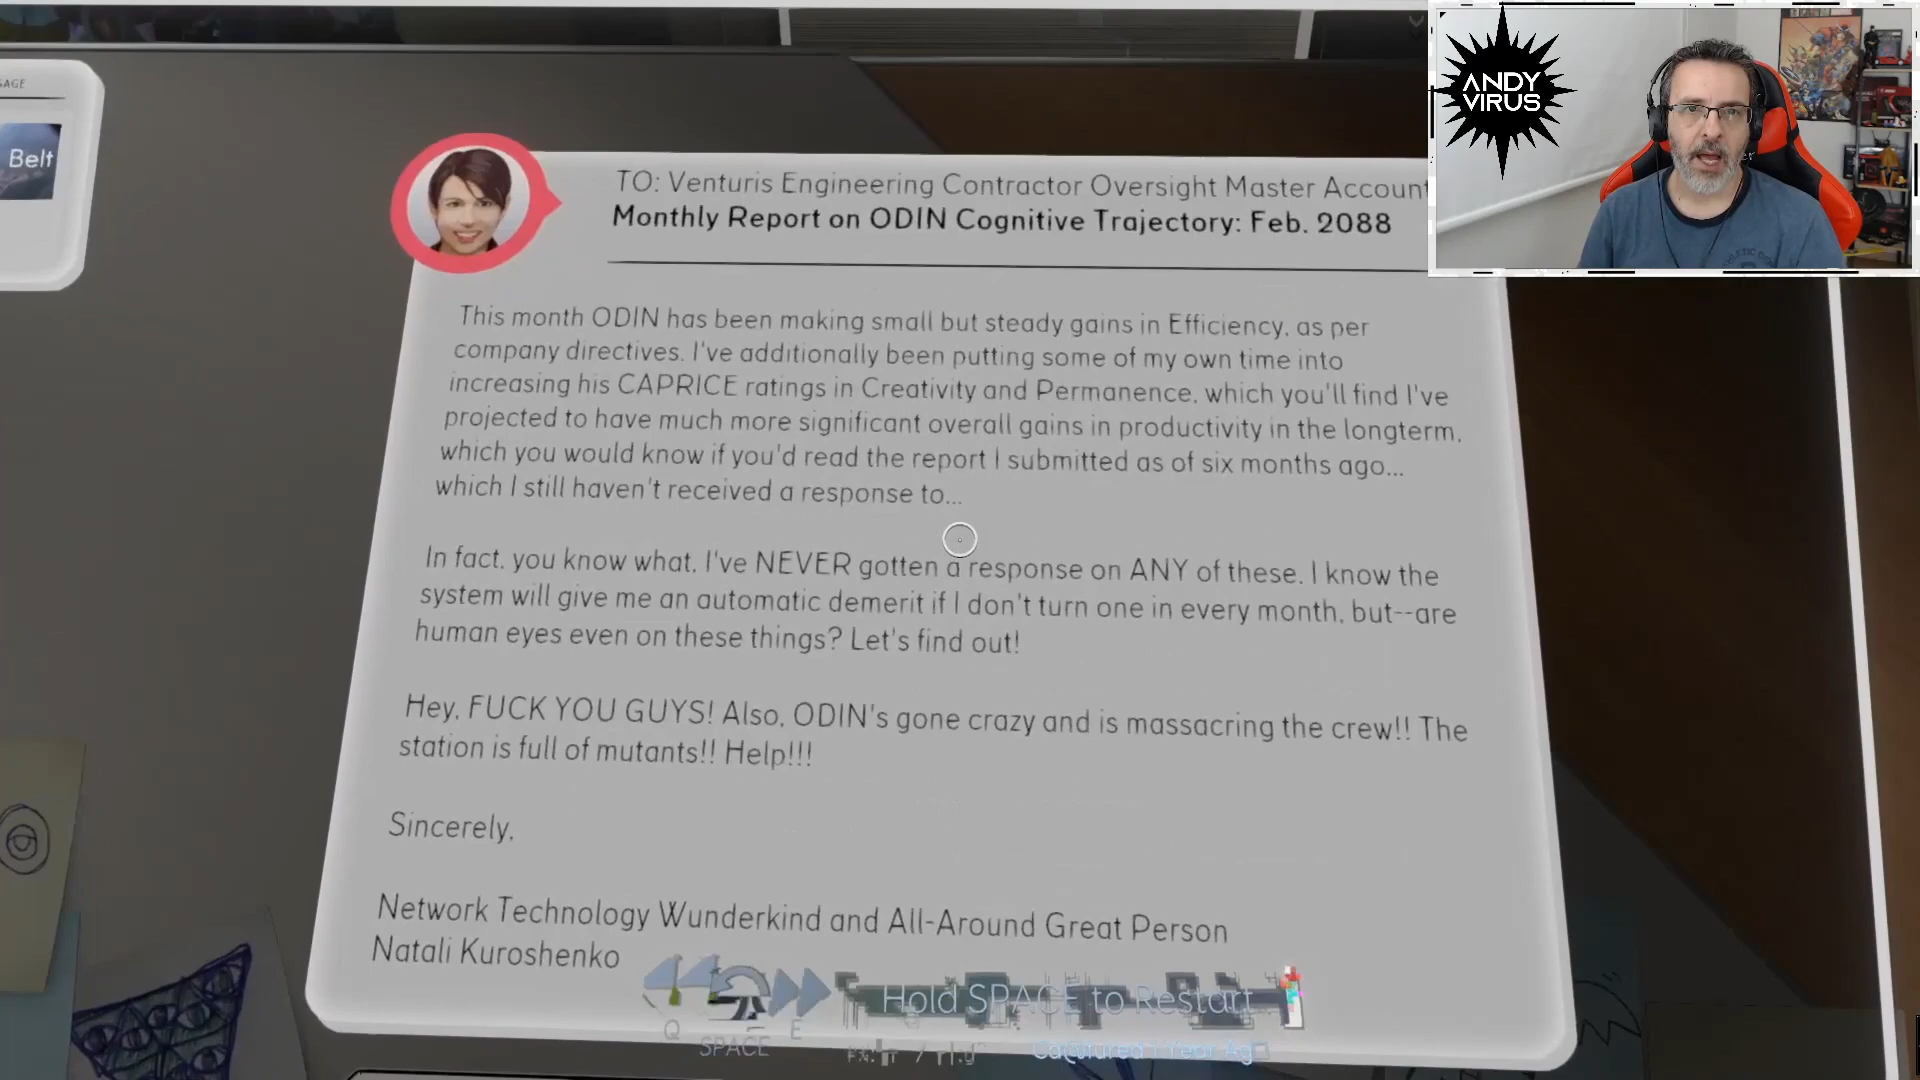 SAGE
Belt
ANDY
VIRUS
TO: Venturis Engineering Contractor Oversight Master Account
Monthly Report on ODIN Cognitive Trajectory: Feb. 2088
This month ODIN has been making small but steady gains in Efficiency, as per
company directives. I've additionally been putting some of my own time into
increasing his CAPRICE ratings in Creativity and Permanence, which you'll find I've
projected to have much more significant overall gains in productivity in the longterm,
which you would know if you'd read the report I submitted as of six months ago...
which I still haven't received a response to...
In fact, you know what, I've NEVER gotten a response on ANY of these. I know the
system will give me an automatic demerit if I don't turn one in every month, but--are
human eyes even on these things? Let's find out!
Hey, FUCK YOU GUYS! Also, ODIN's gone crazy and is massacring the crew!! The
station is full of mutants!! Help!!!
Sincerely,
Network Technology Wunderkind and All-Around Great Person
Natali Kuroshenko
Hold SPACE to Restart
Q
SPACE
E
Captured 1 Year Ago